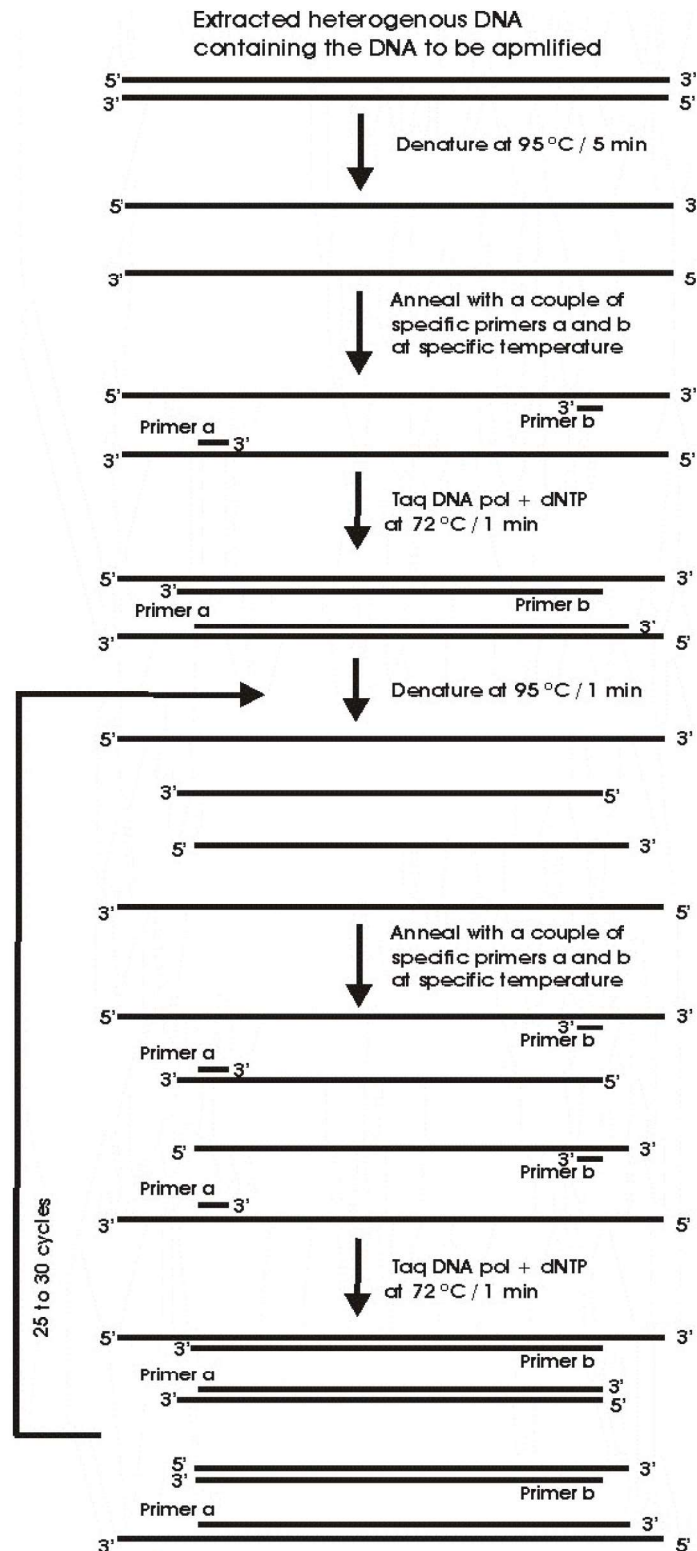 Extracted heterogenous DNA
containing the DNA to be apmlified
5' 3'
3' 5'
Denature at 95 °C / 5 min
5' 3
3' 5
Anneal with a couple of
specific primers a and b
at specific temperature
5' 3'
3'
Primer a Primer b
3'
3' 5'
Taq DNA pol + dNTP
at 72 °C / 1 min
5' 3'
3'
Primer a Primer b
3'
3' 5'
Denature at 95 °C / 1 min
5' 3'
3' 5'
5' 3'
3' 5'
Anneal with a couple of
specific primers a and b
at specific temperature
5' 3'
3'
Primer b
Primer a
3'
3' 5'
5' 3'
3'
Primer b
Primer a
3'
3' 5'
25 to 30 cycles
Taq DNA pol + dNTP
at 72 °C / 1 min
5' 3'
3' Primer b
Primer a
3'
3' 5'
5' 3'
3' Primer b
Primer a
3'
3' 5'